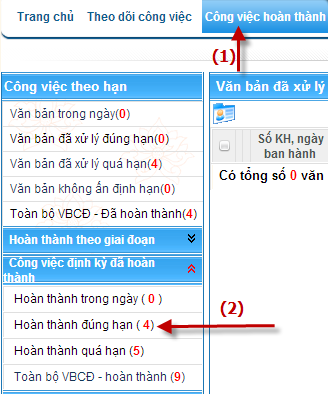 Trang chủ Theo dõi công việc Công việc hoàn thành
(1)
Công việc theo hạn
Văn bản trong ngày(0)
Văn bản đã xử lý đúng hạn(0)
Văn bản đã xử lý quá hạn(4)
Văn bản không ấn định hạn(0)
Toàn bộ VBCĐ - Đã hoàn thành(4)
Hoàn thành theo giai đoạn
Công việc định kỳ đã hoàn
thành
Hoàn thành trong ngày ( 0 )
Hoàn thành đúng hạn ( 4)
(2)
Hoàn thành quá hạn (5)
Toàn bộ VBCĐ - hoàn thành (9)
Văn bản đã xử lý
Số KH, ngày
ban hành
Có tổng số 0 văn